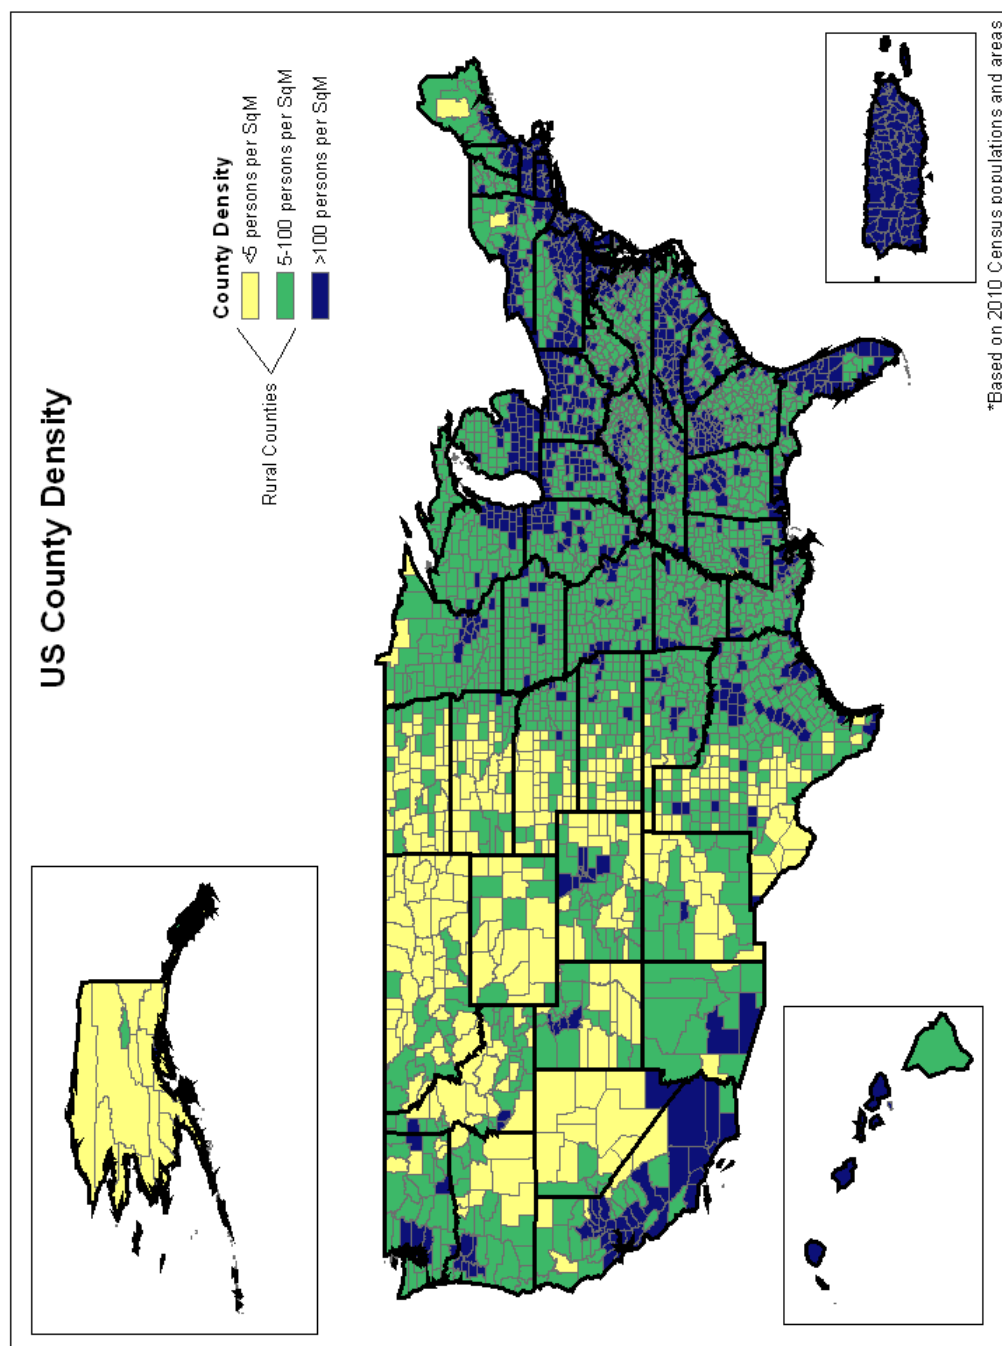 US County Density
County Density
<5 persons per SqM
5-100 persons per SqM
>100 persons per SqM
Rural Counties
*Based on 2010 Census populations and areas